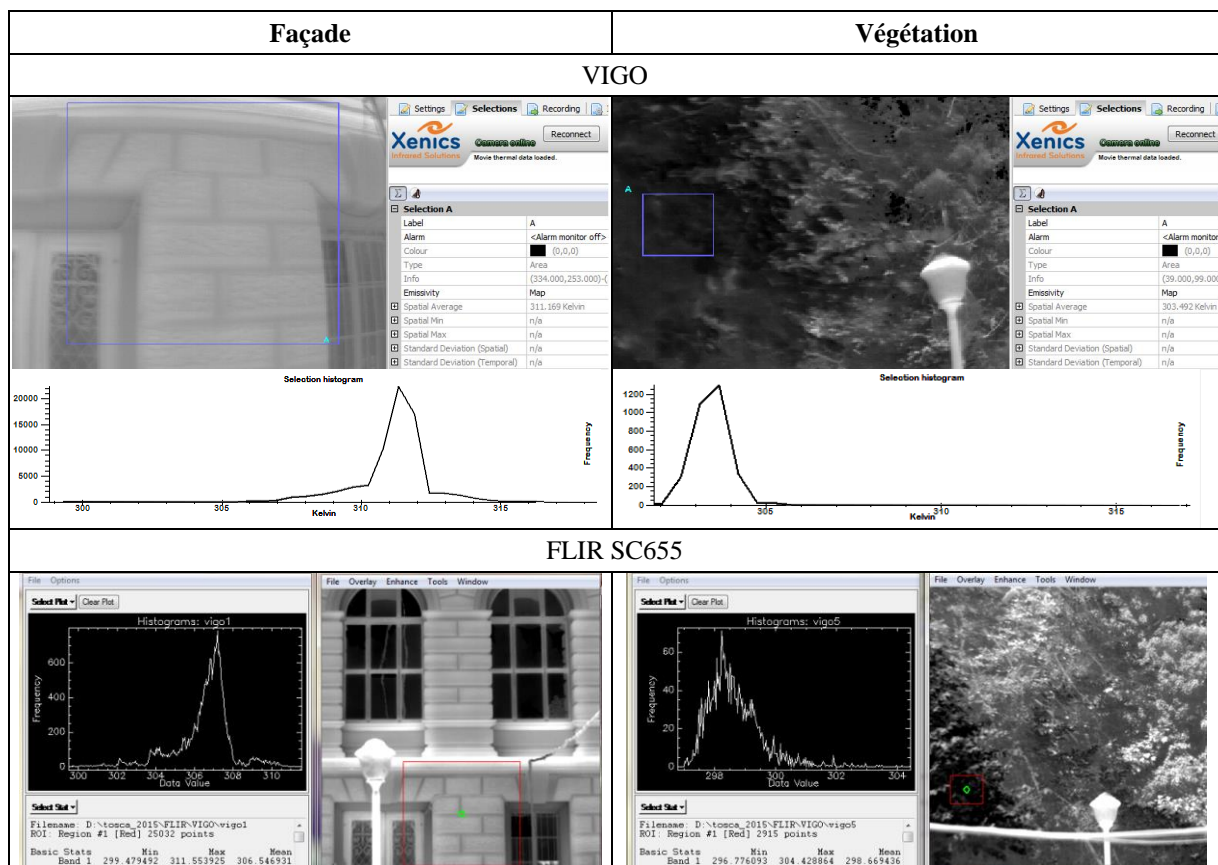 Façade
Végétation
VIGO
Settings Selections Recording
Xenics
Infrared Solutions
Camera online
Reconnect
Movie thermal data loaded.
Σ
Selection A
Label A
Alarm <Alarm monitor off>
Colour (0,0,0)
Type Area
Info (334.000,253.000)-(
Emissivity Map
Spatial Average 311.169 Kelvin
Spatial Min n/a
Spatial Max n/a
Standard Deviation (Spatial) n/a
Standard Deviation (Temporal) n/a
A
Selection histogram
20000
15000
10000
5000
0
300 305 310 315
Kelvin
Frequency
Settings Selections Recording
Xenics
Infrared Solutions
Camera online
Reconnect
Movie thermal data loaded.
Σ
Selection A
Label A
Alarm <Alarm monitor
Colour (0,0,0)
Type Area
Info (39.000,99.000
Emissivity Map
Spatial Average 303.492 Kelvin
Spatial Min n/a
Spatial Max n/a
Standard Deviation (Spatial) n/a
Standard Deviation (Temporal) n/a
A
Selection histogram
1200
1000
800
600
400
200
0
305 310 315
Kelvin
Frequency
FLIR SC655
File Options
Select Plot Clear Plot
Histograms: vigo1
Frequency
600
400
200
0
300 302 304 306 308 310
Data Value
Select Stat
Filename: D:\tosca_2015\FLIR\VIGO\vigo1
ROI: Region #1 [Red] 25032 points
Basic Stats Min Max Mean
Band 1 299.479492 311.553925 306.546931
File Overlay Enhance Tools Window
File Options
Select Plot Clear Plot
Histograms: vigo5
Frequency
60
40
20
0
298 300 302 304
Data Value
Select Stat
Filename: D:\tosca_2015\FLIR\VIGO\vigo5
ROI: Region #1 [Red] 2915 points
Basic Stats Min Max Mean
Band 1 296.776093 304.428864 298.669436
File Overlay Enhance Tools Window